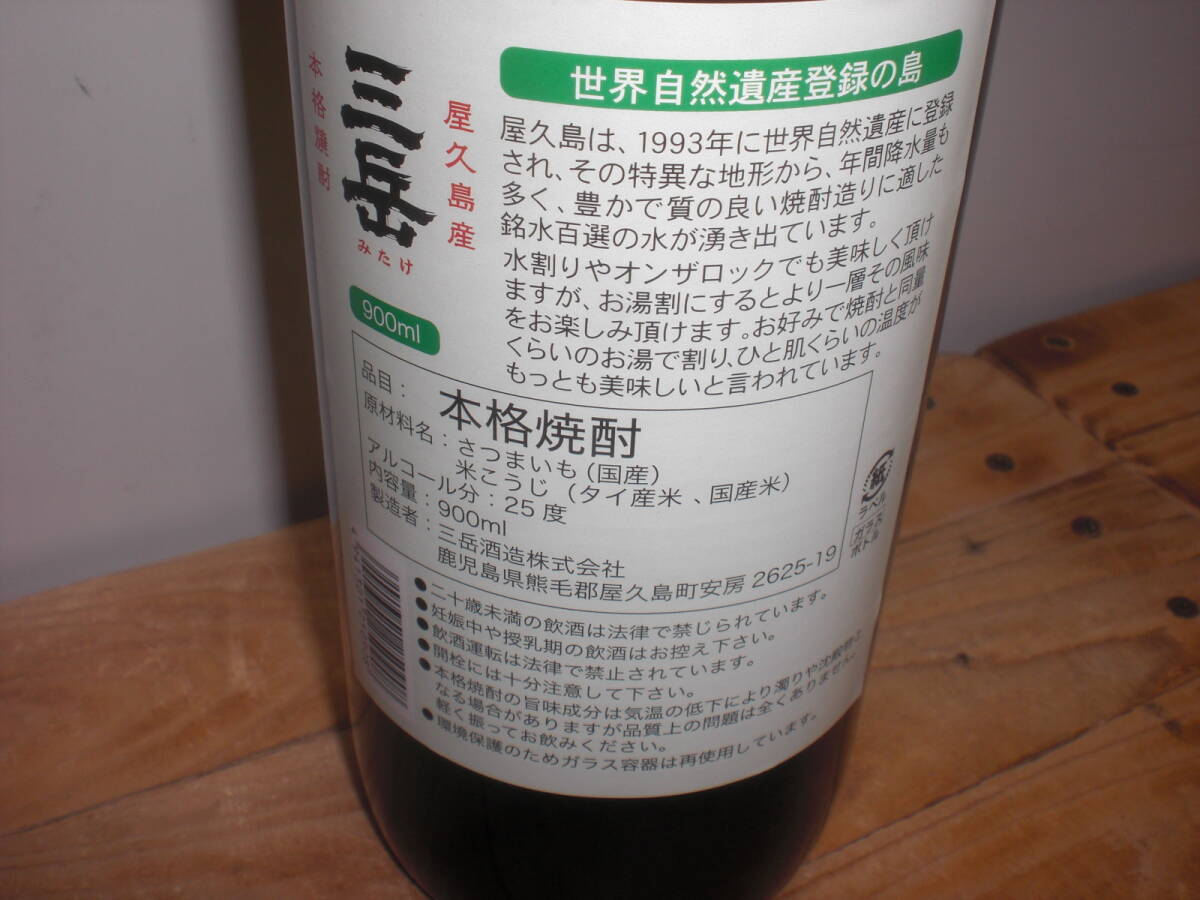 本格燒酎
三岳
みたけ
屋久島産
900ml
世界自然遺産登録の島
屋久島は、1993年に世界自然遺産に登録
され、その特異な地形から、年間降水量も
多く、豊かで質の良い焼酎造りに適した
銘水百選の水が湧き出ています。
水割りやオンザロックでも美味しく頂け
ますが、お湯割にするとより一層その風味
をお楽しみ頂けます。お好みで焼酎と同量
くらいのお湯で割り、ひと肌くらいの温度が
もっとも美味しいと言われています。
品目：本格焼酎
原材料名：さつまいも（国産）
米こうじ（タイ産米、国産米）
アルコール分：25度
内容量：900ml
製造者：三岳酒造株式会社
鹿児島県熊毛郡屋久島町安房2625-19
紙
ラベル
ガラス
ボトル
●二十歳未満の飲酒は法律で禁じられています。
●妊娠中や授乳期の飲酒はお控え下さい。
●飲酒運転は法律で禁止されています。
●開栓には十分注意して下さい。
●本格焼酎の旨味成分は気温の低下により濁りや沈殿物と
なる場合がありますが品質上の問題は全くありません。
軽く振ってお飲みください。
●環境保護のためガラス容器は再使用しています。